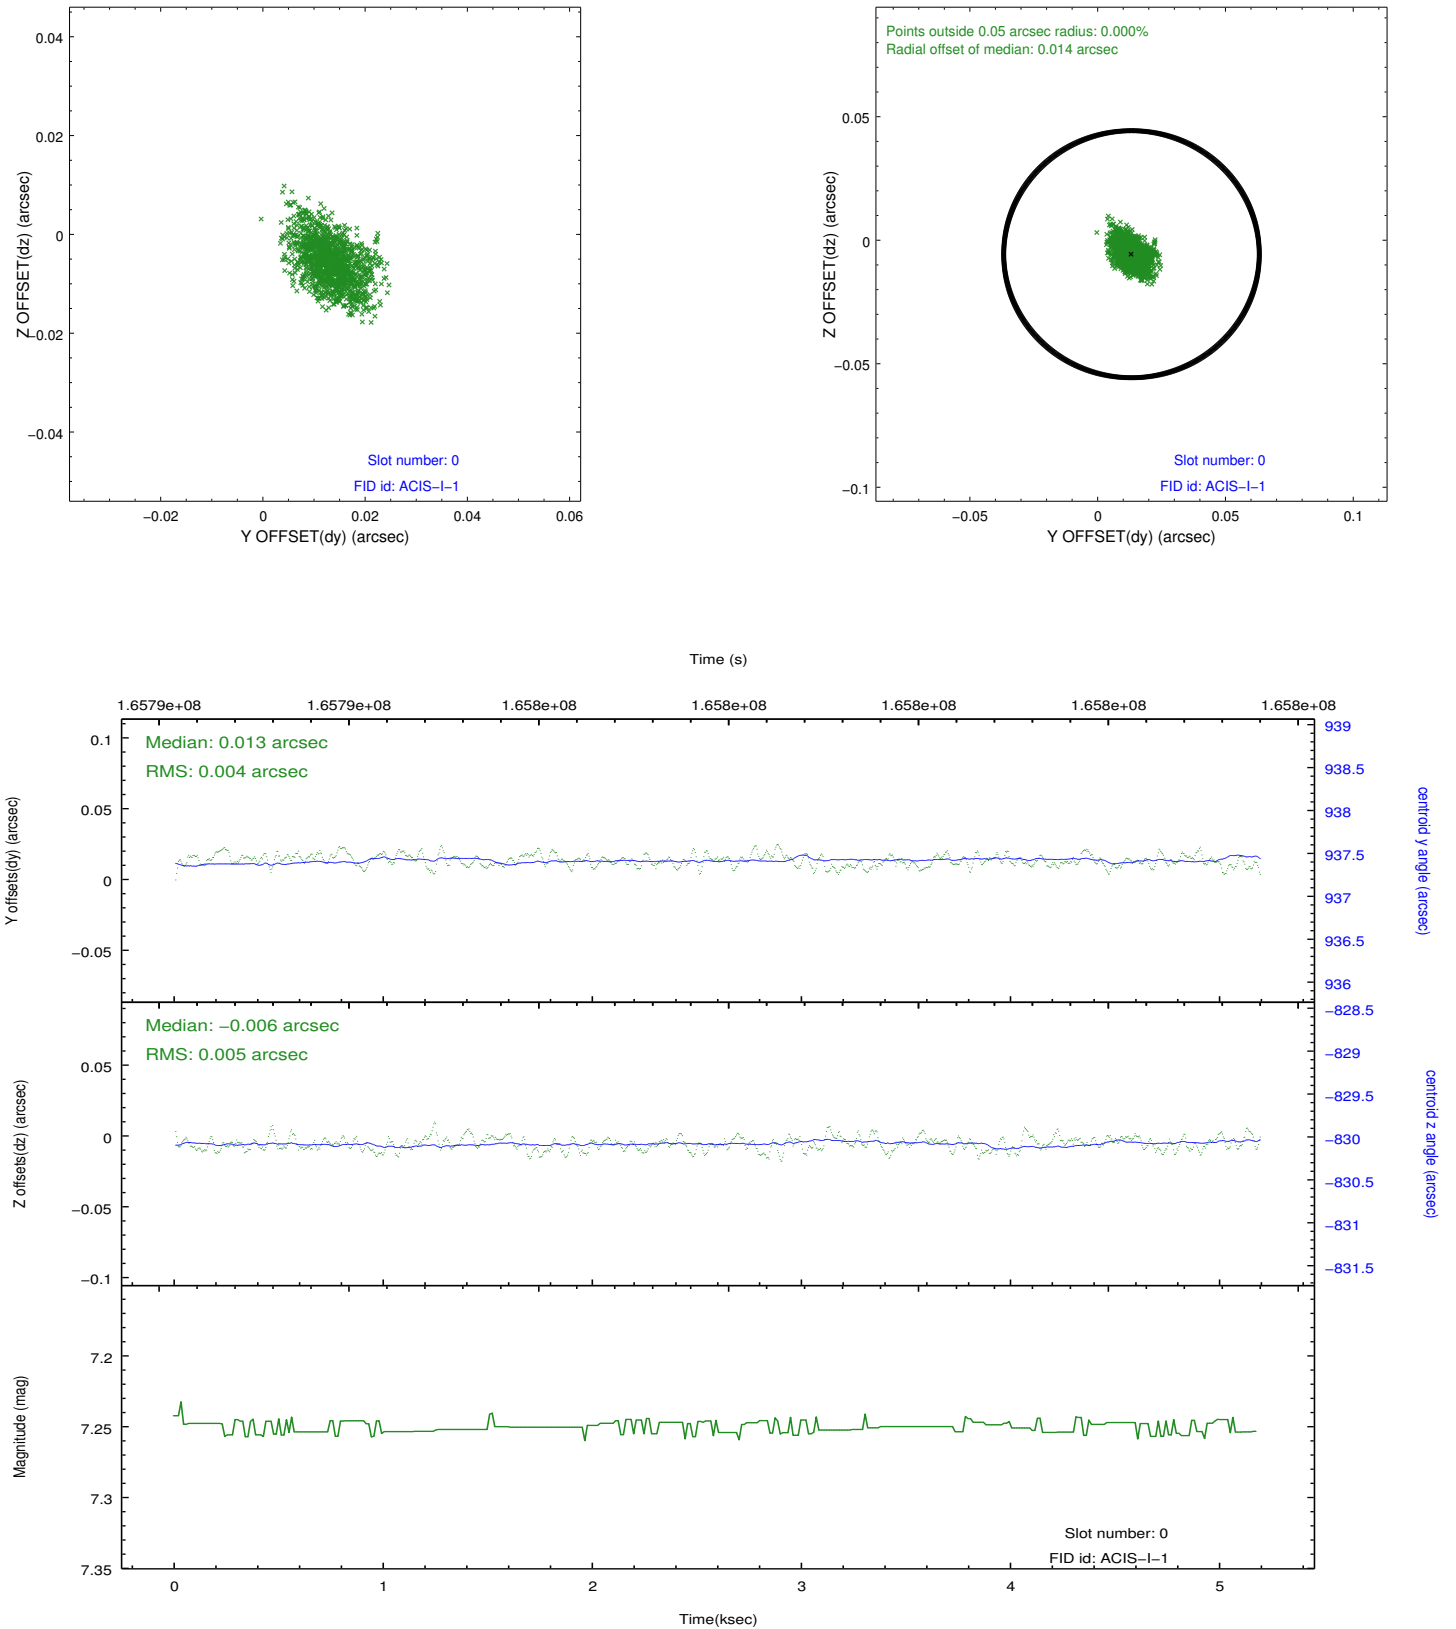 0.04
0.02
0
−0.02
−0.04
Z OFFSET(dz) (arcsec)
Slot number: 0
FID id: ACIS−I−1
−0.02 0 0.02 0.04 0.06
Y OFFSET(dy) (arcsec)
Points outside 0.05 arcsec radius: 0.000%
Radial offset of median: 0.014 arcsec
0.05
0
−0.05
−0.1
Z OFFSET(dz) (arcsec)
Slot number: 0
FID id: ACIS−I−1
−0.05 0 0.05 0.1
Y OFFSET(dy) (arcsec)
Time (s)
1.6579e+08 1.6579e+08 1.658e+08 1.658e+08 1.658e+08 1.658e+08 1.658e+08
Median: 0.013 arcsec
RMS: 0.004 arcsec
0.1
0.05
0
−0.05
Y offsets(dy) (arcsec)
939
938.5
938
937.5
937
936.5
936
centroid y angle (arcsec)
Median: −0.006 arcsec
RMS: 0.005 arcsec
0.05
0
−0.05
−0.1
Z offsets(dz) (arcsec)
−828.5
−829
−829.5
−830
−830.5
−831
−831.5
centroid z angle (arcsec)
7.2
7.25
7.3
7.35
Magnitude (mag)
Slot number: 0
FID id: ACIS−I−1
0 1 2 3 4 5
Time(ksec)